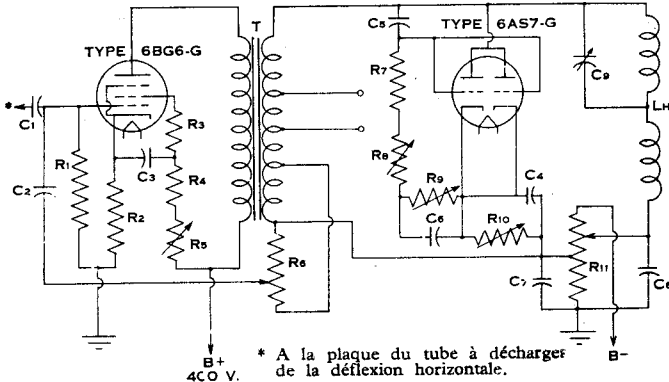 TYPE 6BG6-G
T
C5
TYPE 6AS7-G
R7
C9
* C1
R3
LH
C2
R1
C3
R4
R8
R2
R9
C4
R5
C6
R10
R6
R11
C7
C8
B+
400 V.
B-
* A la plaque du tube à décharge
de la déflexion horizontale.